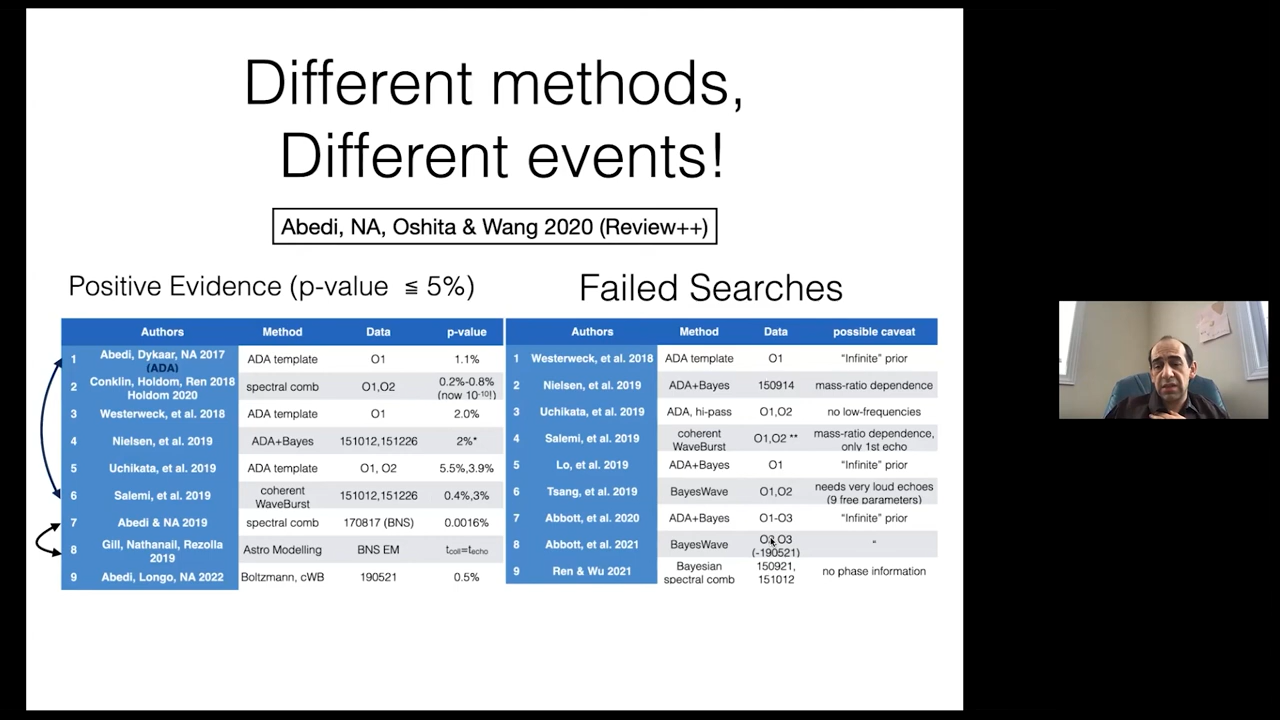 Different methods,
Different events!
Abedi, NA, Oshita & Wang 2020 (Review++)
Positive Evidence (p-value ≦ 5%)
Authors Method Data p-value
1 Abedi, Dykaar, NA 2017 (ADA) ADA template O1 1.1%
2 Conklin, Holdom, Ren 2018 Holdom 2020 spectral comb O1,O2 0.2%-0.8% (now 10⁻¹⁰!)
3 Westerweck, et al. 2018 ADA template O1 2.0%
4 Nielsen, et al. 2019 ADA+Bayes 151012,151226 2%*
5 Uchikata, et al. 2019 ADA template O1, O2 5.5%,3.9%
6 Salemi, et al. 2019 coherent WaveBurst 151012,151226 0.4%,3%
7 Abedi & NA 2019 spectral comb 170817 (BNS) 0.0016%
8 Gill, Nathanail, Rezolla 2019 Astro Modelling BNS EM tcoll=techo
9 Abedi, Longo, NA 2022 Boltzmann, cWB 190521 0.5%
Failed Searches
Authors Method Data possible caveat
1 Westerweck, et al. 2018 ADA template O1 “Infinite” prior
2 Nielsen, et al. 2019 ADA+Bayes 150914 mass-ratio dependence
3 Uchikata, et al. 2019 ADA, hi-pass O1,O2 no low-frequencies
4 Salemi, et al. 2019 coherent WaveBurst O1,O2 ** mass-ratio dependence, only 1st echo
5 Lo, et al. 2019 ADA+Bayes O1 “Infinite” prior
6 Tsang, et al. 2019 BayesWave O1,O2 needs very loud echoes (9 free parameters)
7 Abbott, et al. 2020 ADA+Bayes O1-O3 “Infinite” prior
8 Abbott, et al. 2021 BayesWave O3 (-190521) “
9 Ren & Wu 2021 Bayesian spectral comb 150921, 151012 no phase information